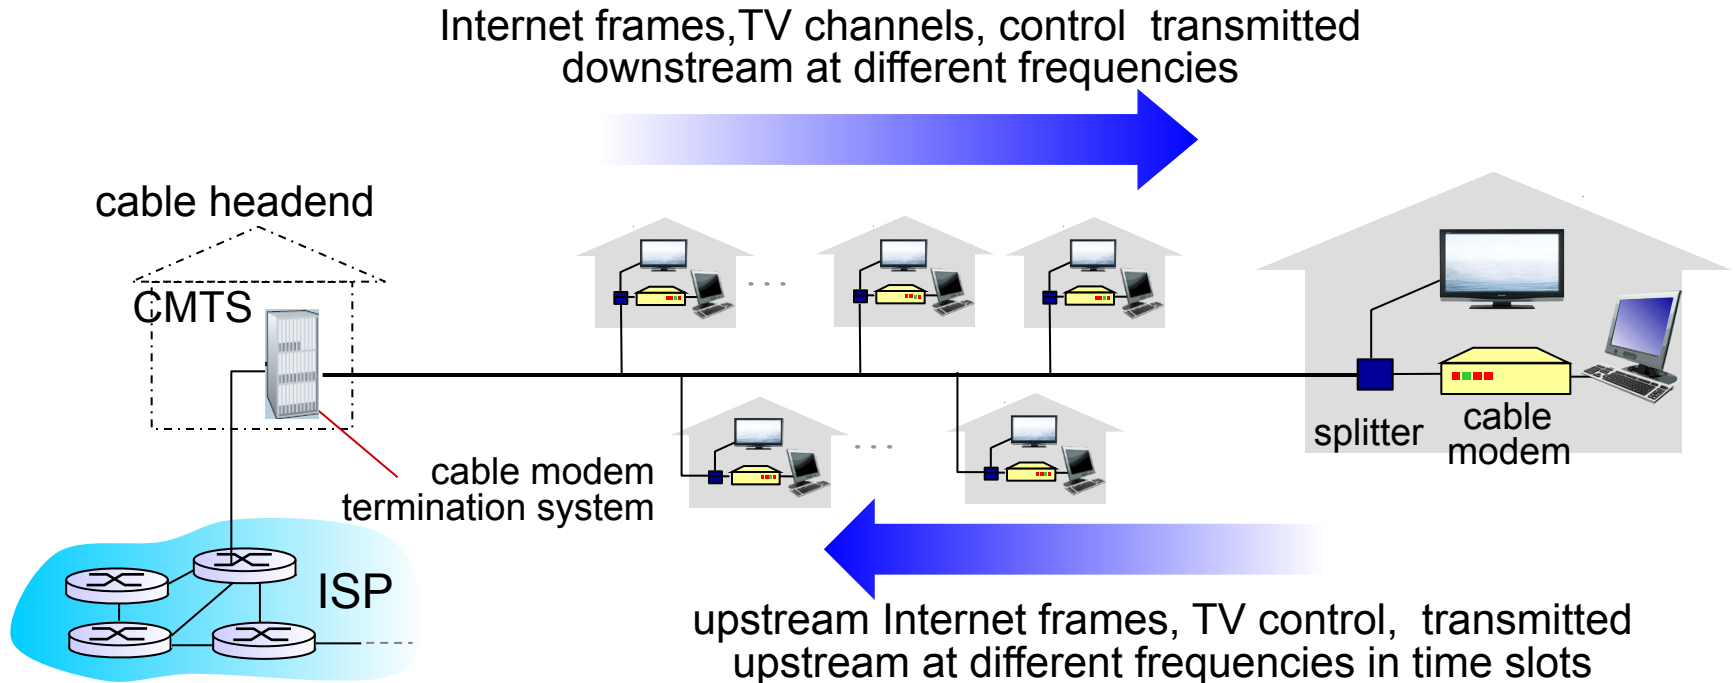 Internet frames,TV channels, control  transmitted
downstream at different frequencies
cable headend
CMTS
cable modem
termination system
ISP
splitter
cable
modem
upstream Internet frames, TV control,  transmitted
upstream at different frequencies in time slots